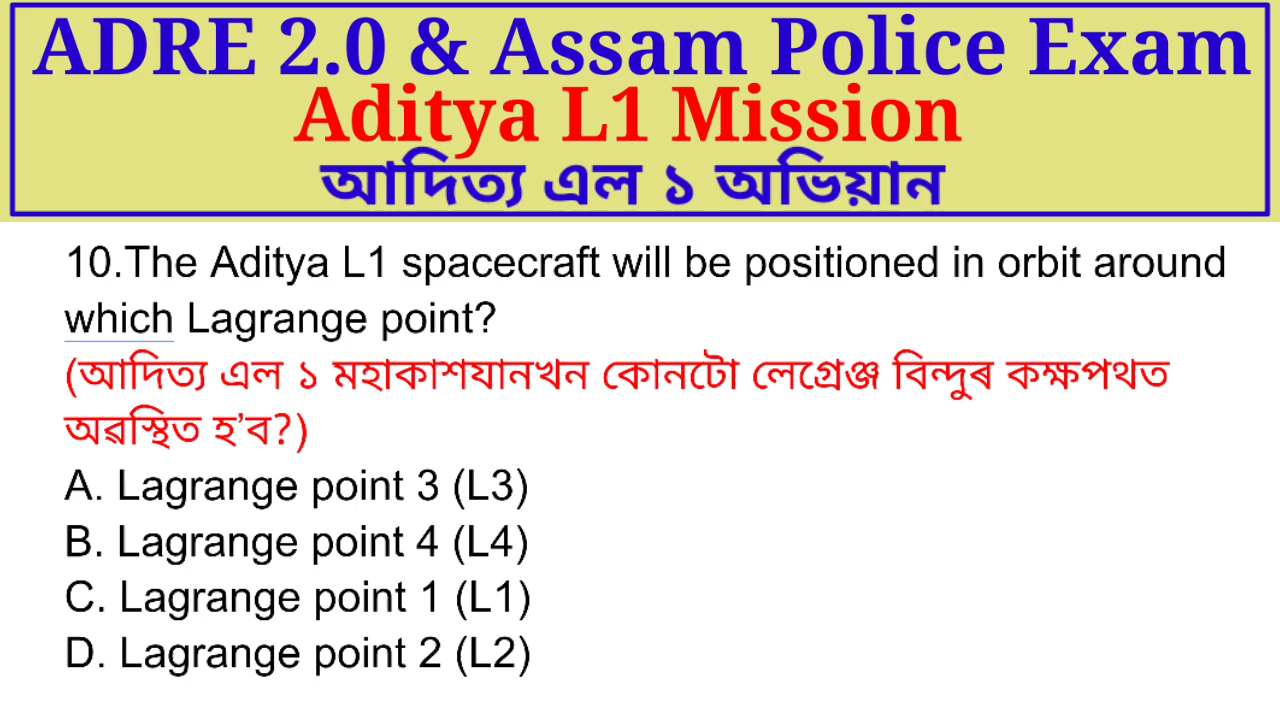 ADRE 2.0 & Assam Police Exam
Aditya L1 Mission
আদিত্য এল ১ অভিয়ান
10.The Aditya L1 spacecraft will be positioned in orbit around
which Lagrange point?
(আদিত্য এল ১ মহাকাশযানখন কোনটো লেগ্ৰেঞ্জ বিন্দুৰ কক্ষপথত
অৱস্থিত হ’ব?)
A. Lagrange point 3 (L3)
B. Lagrange point 4 (L4)
C. Lagrange point 1 (L1)
D. Lagrange point 2 (L2)